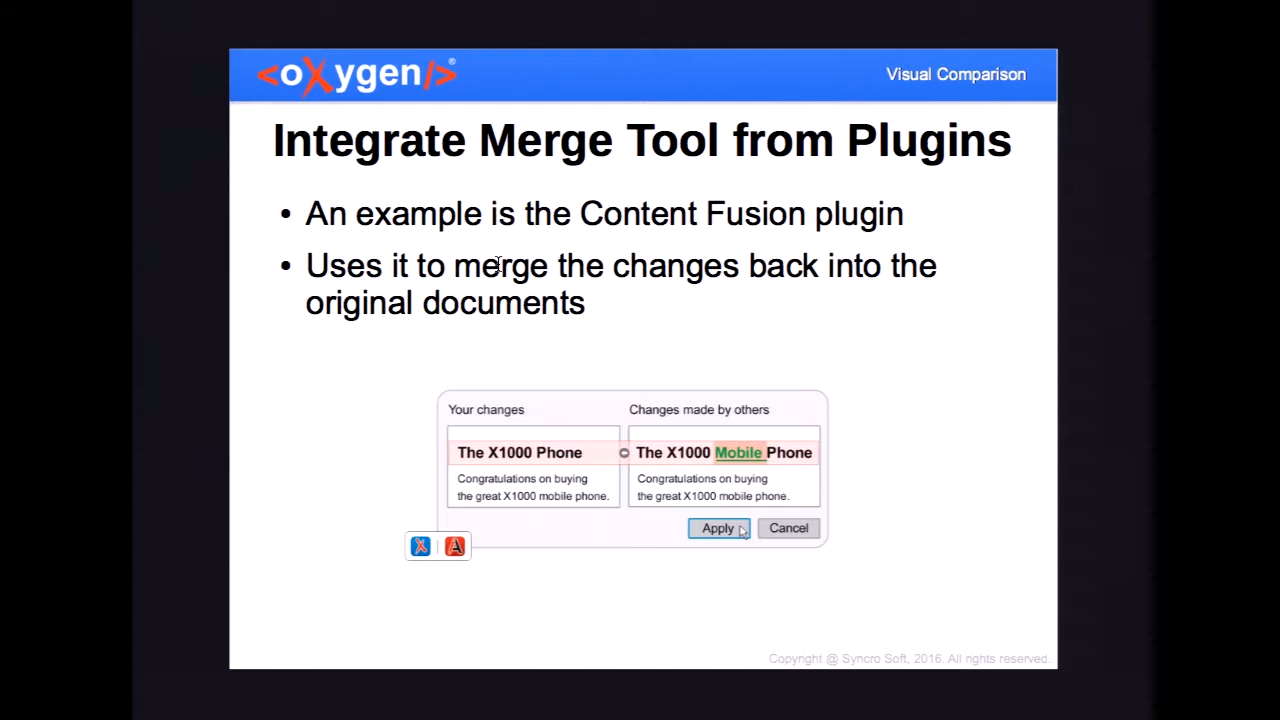 <oXygen/>®
Visual Comparison
Integrate Merge Tool from Plugins
• An example is the Content Fusion plugin
• Uses it to merge the changes back into the
original documents
Your changes
Changes made by others
The X1000 Phone
The X1000 Mobile Phone
Congratulations on buying
the great X1000 mobile phone.
Congratulations on buying
the great X1000 mobile phone.
Apply
Cancel
X A
Copyright @ Syncro Soft, 2016. All rights reserved.